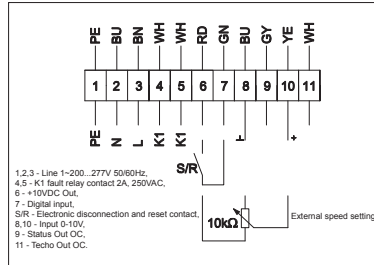 PE BU BN WH WH RD GN BU GY YE WH
1 2 3 4 5 6 7 8 9 10 11
PE N L K1 K1 +
S/R
1,2,3 - Line 1~200...277V 50/60Hz,
4,5 - K1 fault relay contact 2A, 250VAC,
6 - +10VDC Out,
7 - Digital input,
S/R - Electronic disconnection and reset contact,
8,10 - Input 0-10V,
9 - Status Out OC,
11 - Techo Out OC.
10kΩ
External speed setting